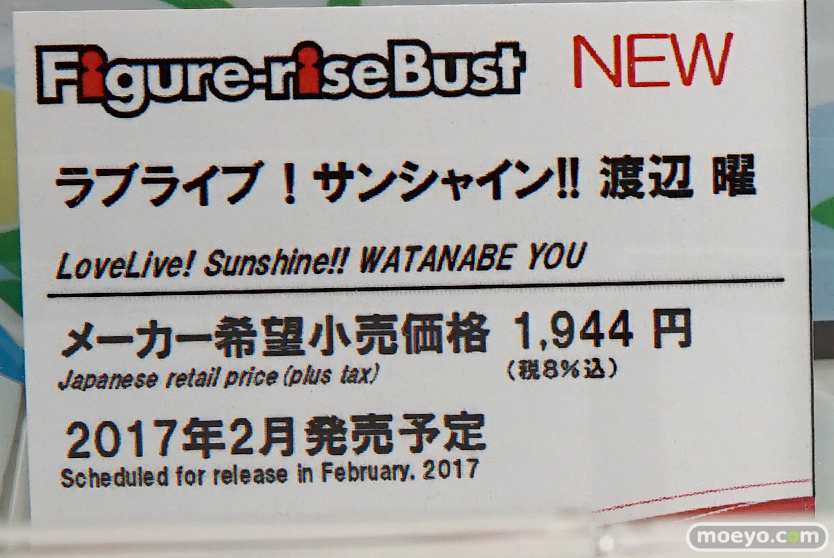 Figure-riseBust NEW
ラブライブ！サンシャイン!! 渡辺 曜
LoveLive! Sunshine!! WATANABE YOU
メーカー希望小売価格 1,944 円
Japanese retail price (plus tax) （税8%込）
2017年2月発売予定
Scheduled for release in February. 2017
moeyo.com